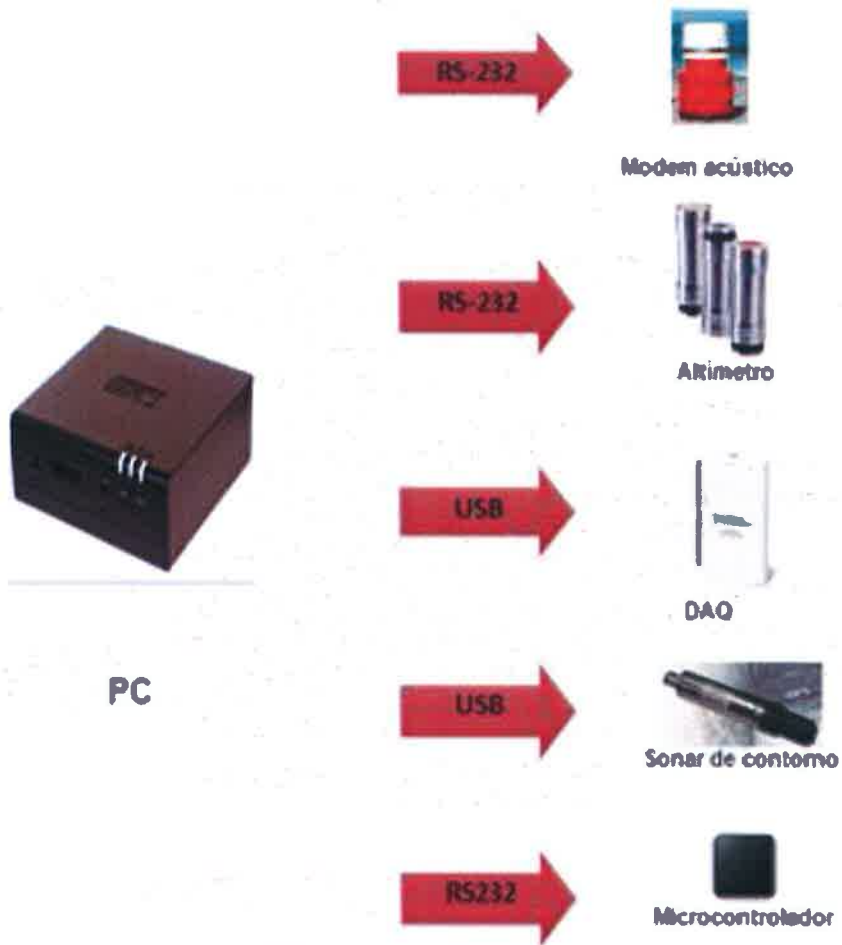 RS-232
Modem acústico
RS-232
Altimetro
USB
DAQ
PC
USB
Sonar de contorno
RS232
Microcontrolador